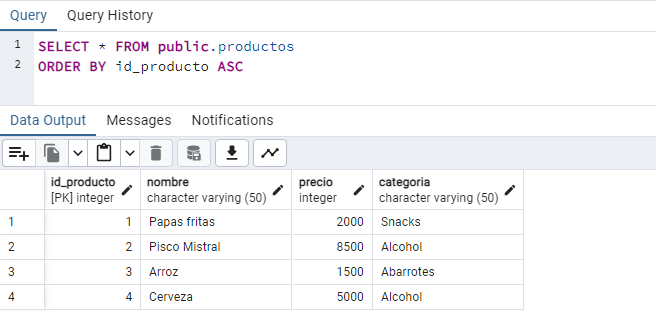 Query Query History
1 SELECT * FROM public.productos
2 ORDER BY id_producto ASC
Data Output Messages Notifications
id_producto nombre precio categoria
[PK] integer character varying (50) integer character varying (50)
1 1 Papas fritas 2000 Snacks
2 2 Pisco Mistral 8500 Alcohol
3 3 Arroz 1500 Abarrotes
4 4 Cerveza 5000 Alcohol